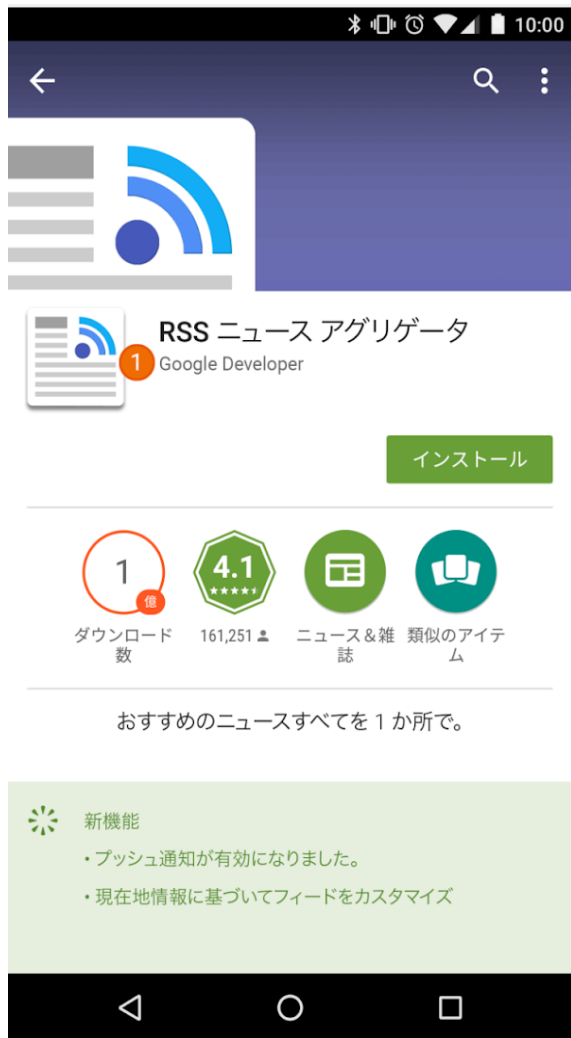 10:00
RSS ニュース アグリゲータ
1
Google Developer
インストール
1
億
4.1
ダウンロード
数
161,251
ニュース＆雑
誌
類似のアイテ
ム
おすすめのニュースすべてを 1 か所で。
新機能
・プッシュ通知が有効になりました。
・現在地情報に基づいてフィードをカスタマイズ